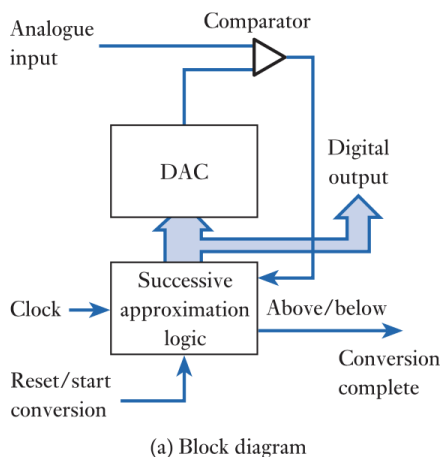 Analogue
input
Comparator
DAC
Digital
output
Successive
approximation
logic
Clock
Above/below
Reset/start
conversion
Conversion
complete
(a) Block diagram